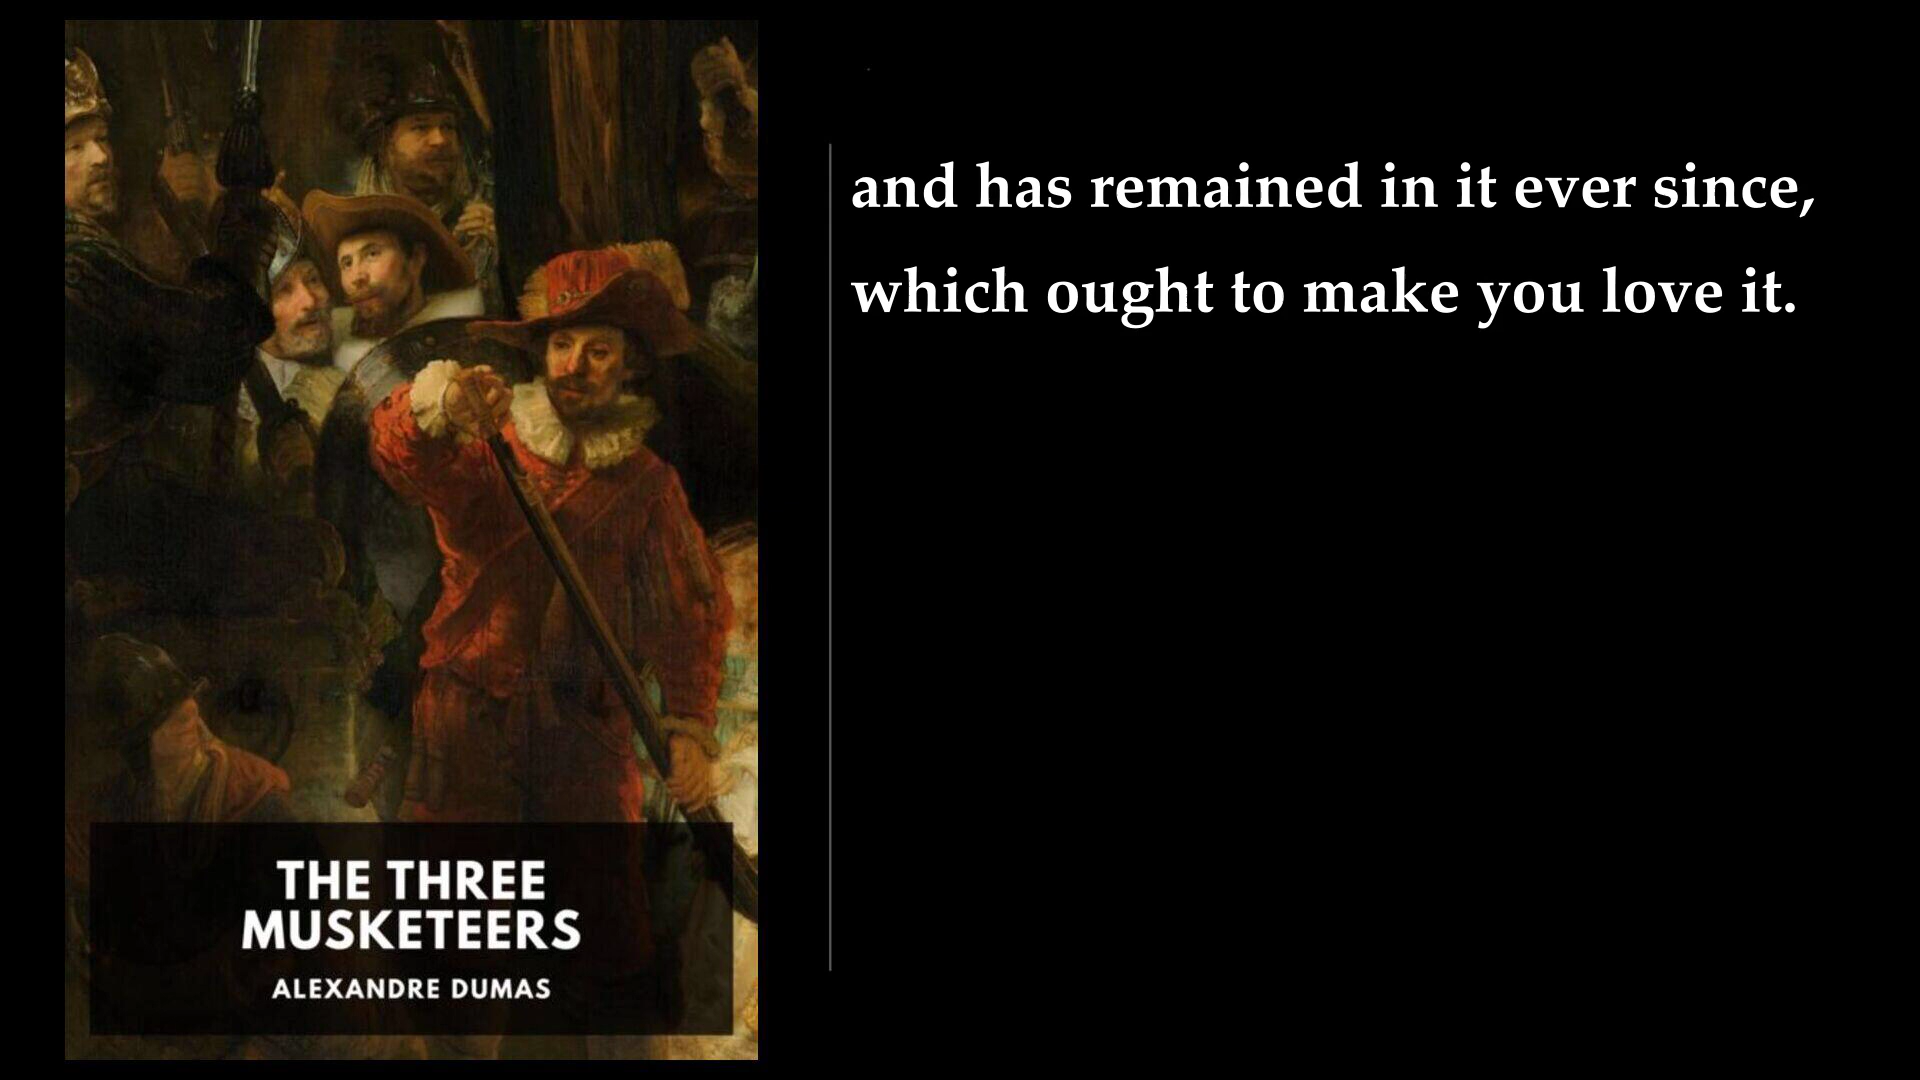 and has remained in it ever since,
which ought to make you love it.
THE THREE
MUSKETEERS
ALEXANDRE DUMAS